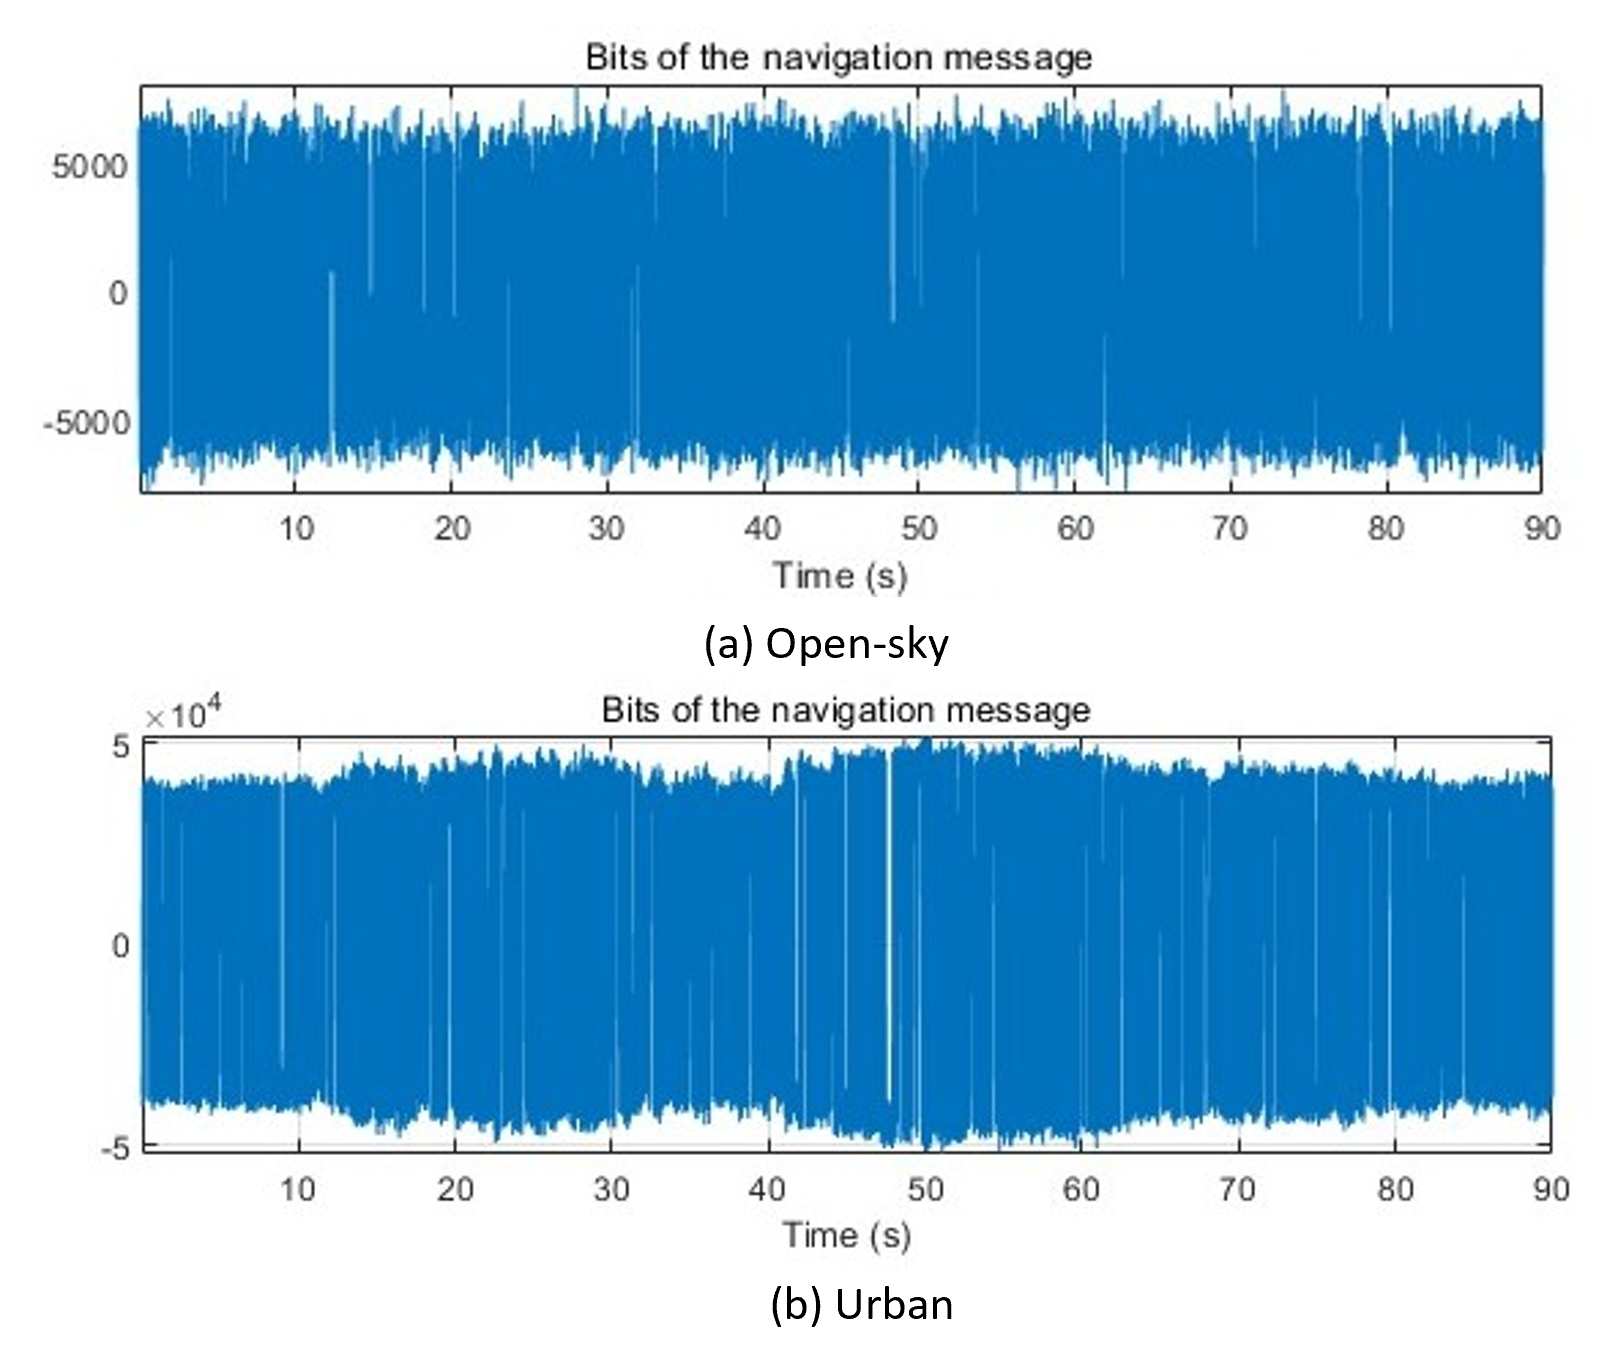 Bits of the navigation message
5000
0
-5000
10 20 30 40 50 60 70 80 90
Time (s)
(a) Open-sky
×10⁴
Bits of the navigation message
5
0
-5
10 20 30 40 50 60 70 80 90
Time (s)
(b) Urban